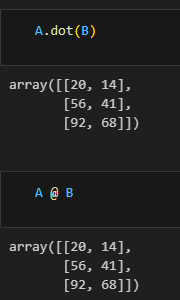 A.dot(B)
array([[20, 14],
       [56, 41],
       [92, 68]])
A @ B
array([[20, 14],
       [56, 41],
       [92, 68]])